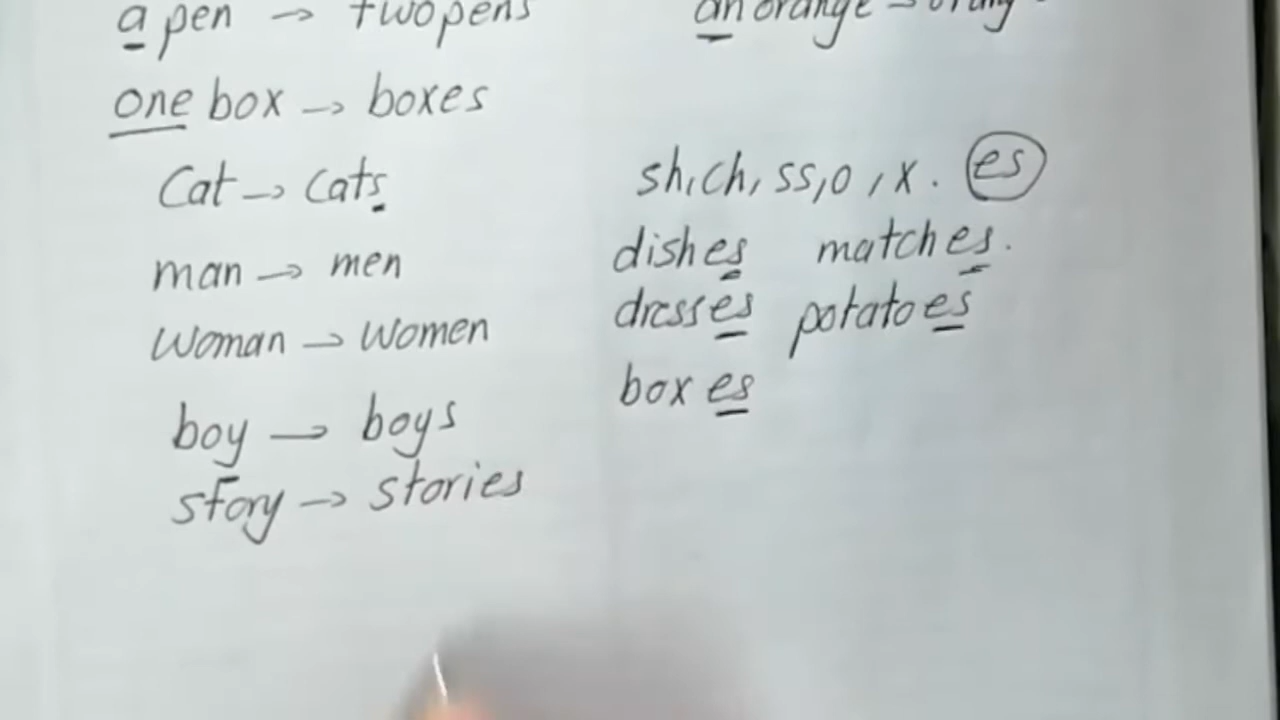 a pen → two pens
an orange →
one box → boxes
Cat → Cats
man → men
Woman → Women
boy → boys
story → stories
sh, ch, ss, o, x. es
dishes matches.
dresses potatoes
boxes